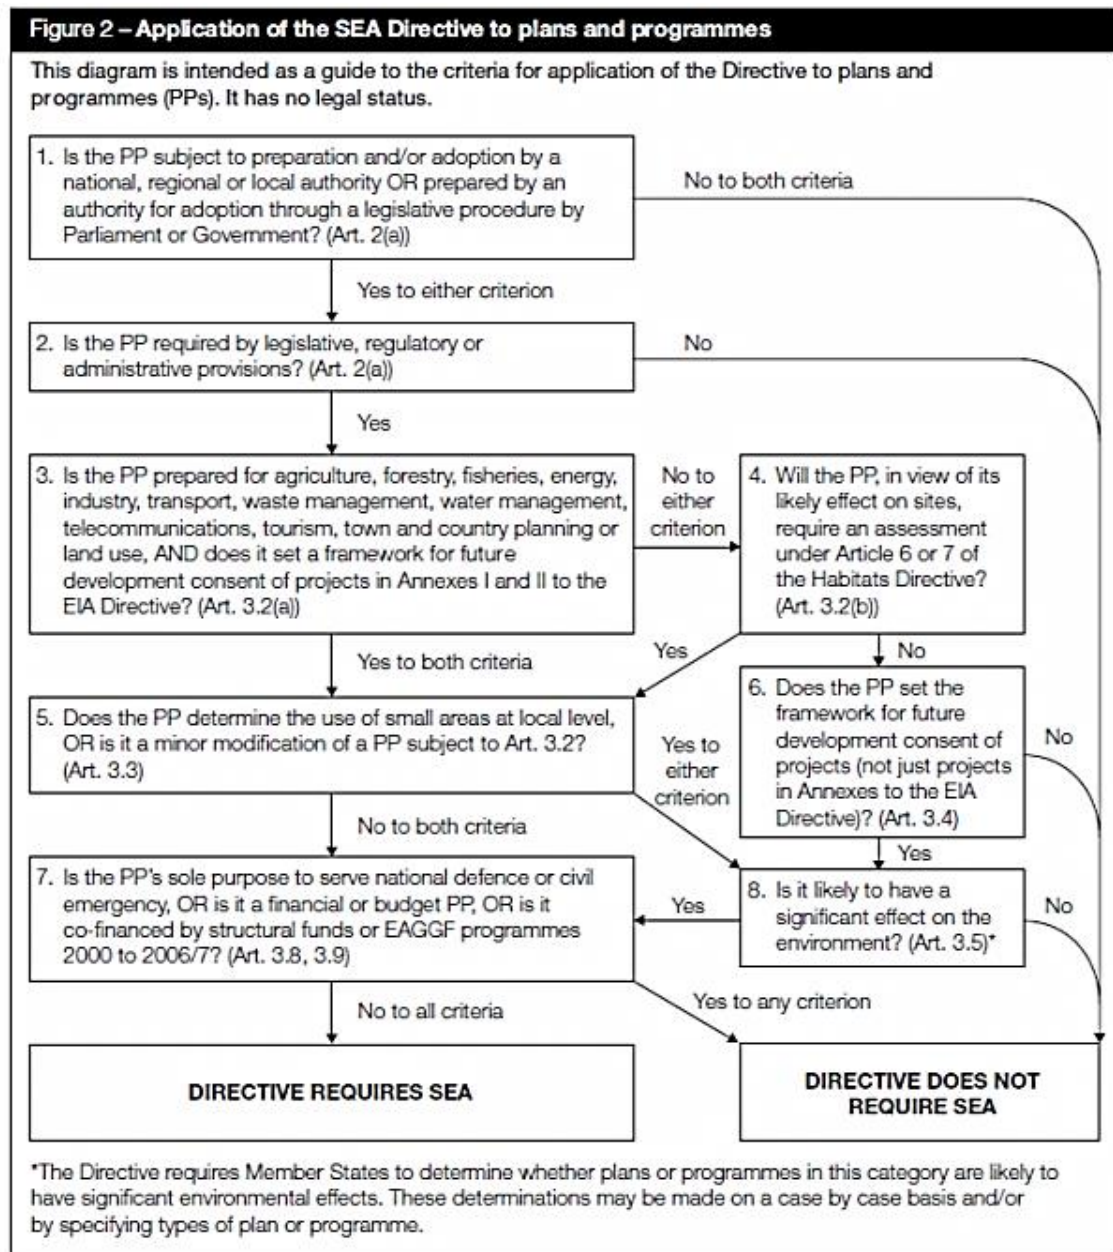 Figure 2 – Application of the SEA Directive to plans and programmes
This diagram is intended as a guide to the criteria for application of the Directive to plans and
programmes (PPs). It has no legal status.
1. Is the PP subject to preparation and/or adoption by a
national, regional or local authority OR prepared by an
authority for adoption through a legislative procedure by
Parliament or Government? (Art. 2(a))
No to both criteria
Yes to either criterion
2. Is the PP required by legislative, regulatory or
administrative provisions? (Art. 2(a))
No
Yes
3. Is the PP prepared for agriculture, forestry, fisheries, energy,
industry, transport, waste management, water management,
telecommunications, tourism, town and country planning or
land use, AND does it set a framework for future
development consent of projects in Annexes I and II to the
EIA Directive? (Art. 3.2(a))
No to
either
criterion
4. Will the PP, in view of its
likely effect on sites,
require an assessment
under Article 6 or 7 of
the Habitats Directive?
(Art. 3.2(b))
Yes to both criteria
Yes
No
5. Does the PP determine the use of small areas at local level,
OR is it a minor modification of a PP subject to Art. 3.2?
(Art. 3.3)
Yes to
either
criterion
6. Does the PP set the
framework for future
development consent of
projects (not just projects
in Annexes to the EIA
Directive)? (Art. 3.4)
No
No to both criteria
Yes
7. Is the PP's sole purpose to serve national defence or civil
emergency, OR is it a financial or budget PP, OR is it
co-financed by structural funds or EAGGF programmes
2000 to 2006/7? (Art. 3.8, 3.9)
Yes
8. Is it likely to have a
significant effect on the
environment? (Art. 3.5)*
No
No to all criteria
Yes to any criterion
DIRECTIVE REQUIRES SEA
DIRECTIVE DOES NOT
REQUIRE SEA
*The Directive requires Member States to determine whether plans or programmes in this category are likely to
have significant environmental effects. These determinations may be made on a case by case basis and/or
by specifying types of plan or programme.